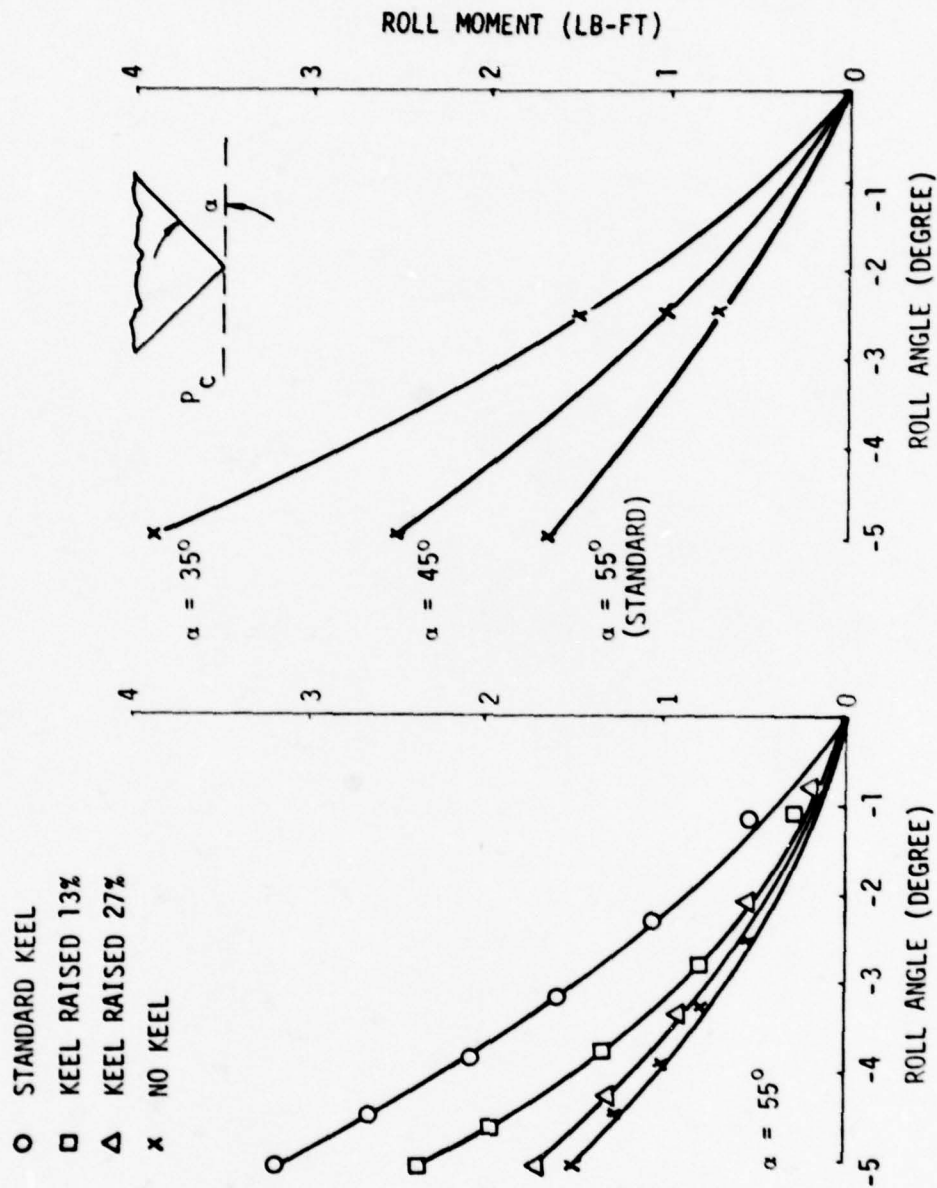 ○ STANDARD KEEL
□ KEEL RAISED 13%
△ KEEL RAISED 27%
x NO KEEL
4
3
2
1
0
-1
-2
-3
-4
-5
α = 55°
ROLL ANGLE (DEGREE)
ROLL MOMENT (LB-FT)
4
3
2
1
0
-1
-2
-3
-4
-5
P_C
α
α = 35°
α = 45°
α = 55°
(STANDARD)
ROLL ANGLE (DEGREE)